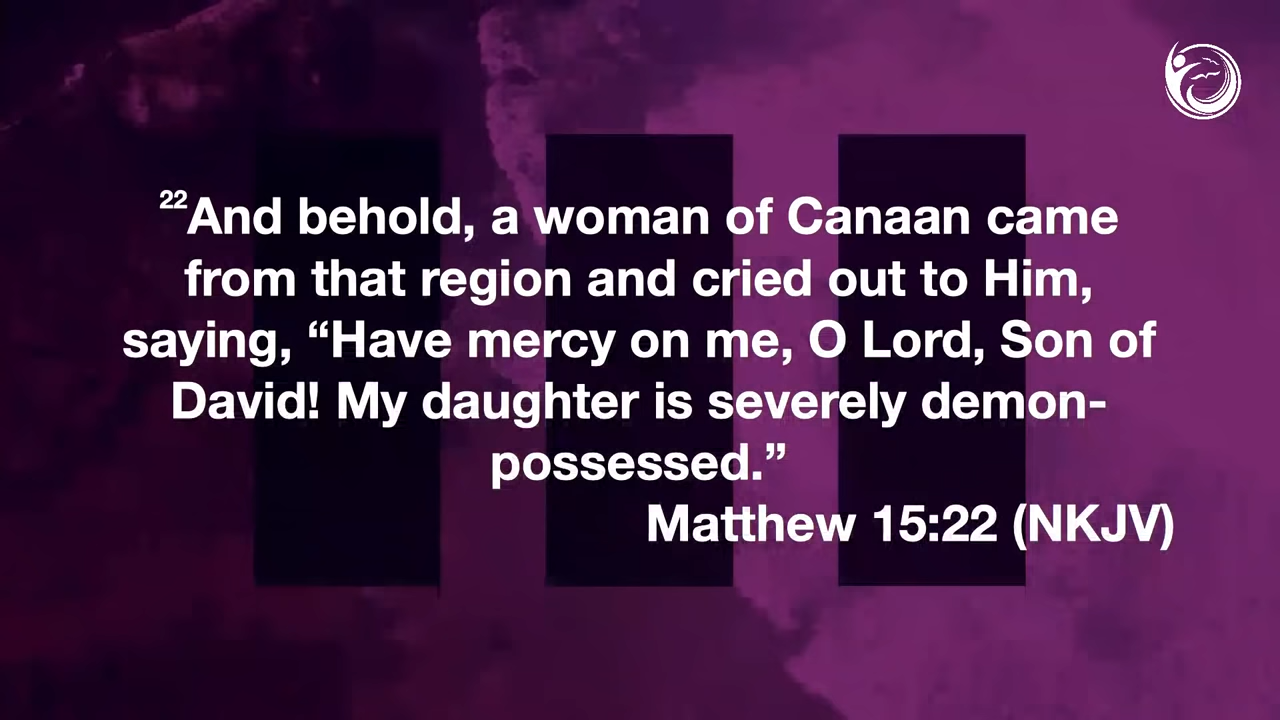 22And behold, a woman of Canaan came
from that region and cried out to Him,
saying, “Have mercy on me, O Lord, Son of
David! My daughter is severely demon-
possessed.”
Matthew 15:22 (NKJV)